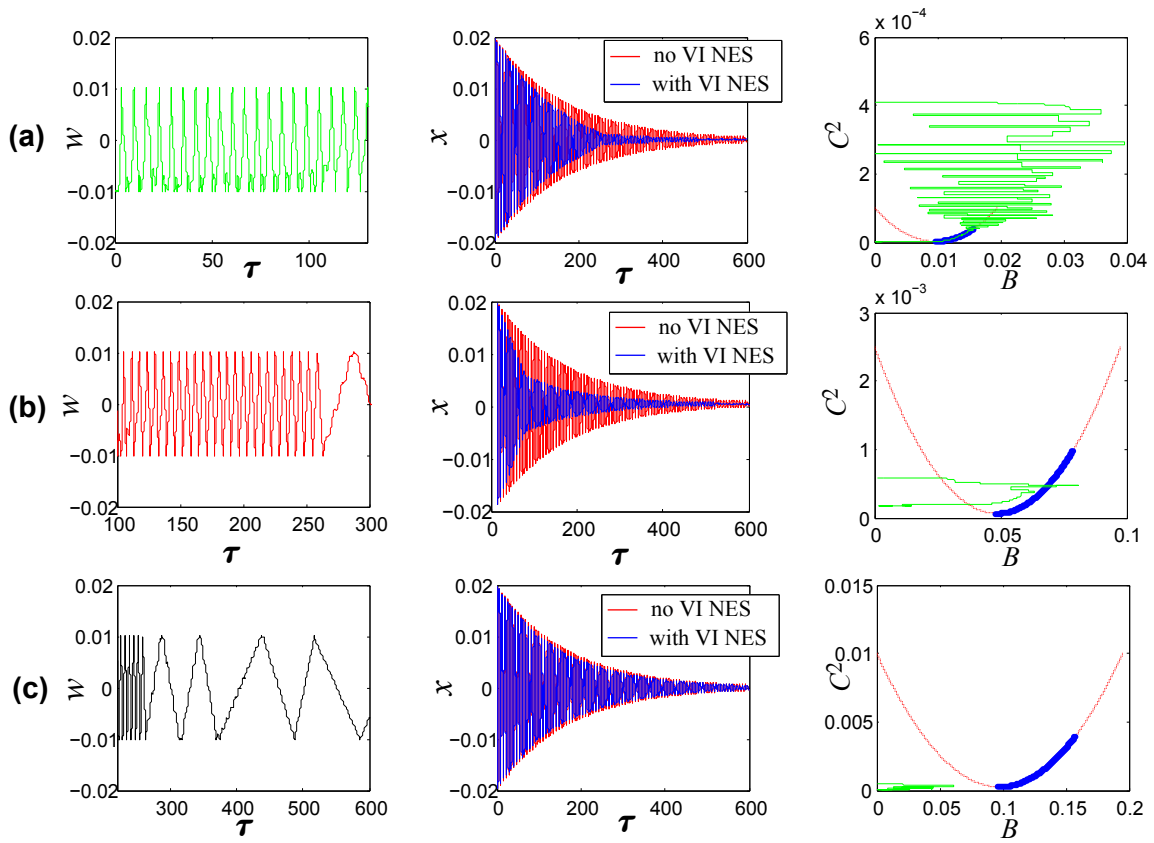 (a)
w
0.02
0.01
0
−0.01
−0.02
0
50
100
τ
x
0.02
0.01
0
−0.01
−0.02
0
200
400
600
τ
no VI NES
with VI NES
x 10⁻⁴
C²
6
4
2
0
0
0.01
0.02
0.03
0.04
B
(b)
w
0.02
0.01
0
−0.01
−0.02
100
150
200
250
300
τ
x
0.02
0.01
0
−0.01
−0.02
0
200
400
600
τ
no VI NES
with VI NES
x 10⁻³
C²
3
2
1
0
0
0.05
0.1
B
(c)
w
0.02
0.01
0
−0.01
−0.02
300
400
500
600
τ
x
0.02
0.01
0
−0.01
−0.02
0
200
400
600
τ
no VI NES
with VI NES
C²
0.015
0.01
0.005
0
0
0.05
0.1
0.15
0.2
B